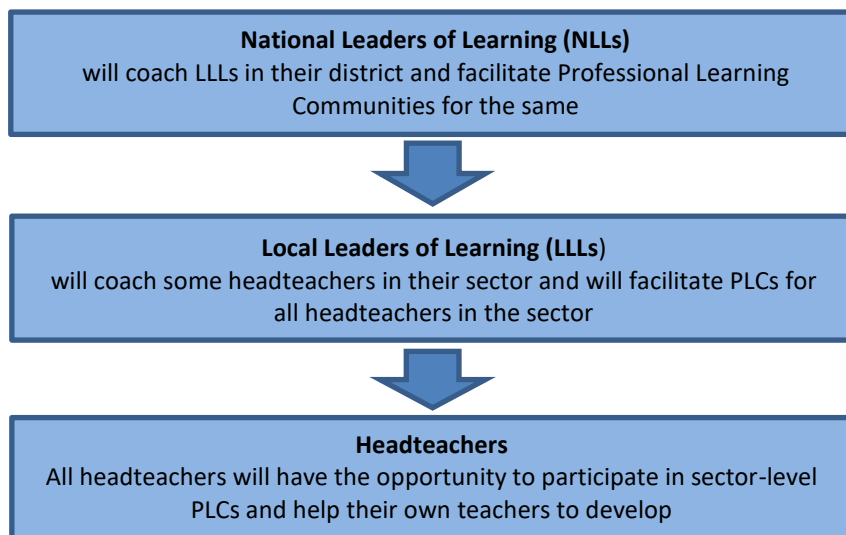 National Leaders of Learning (NLLs)
will coach LLLs in their district and facilitate Professional Learning
Communities for the same
Local Leaders of Learning (LLLs)
will coach some headteachers in their sector and will facilitate PLCs for
all headteachers in the sector
Headteachers
All headteachers will have the opportunity to participate in sector-level
PLCs and help their own teachers to develop